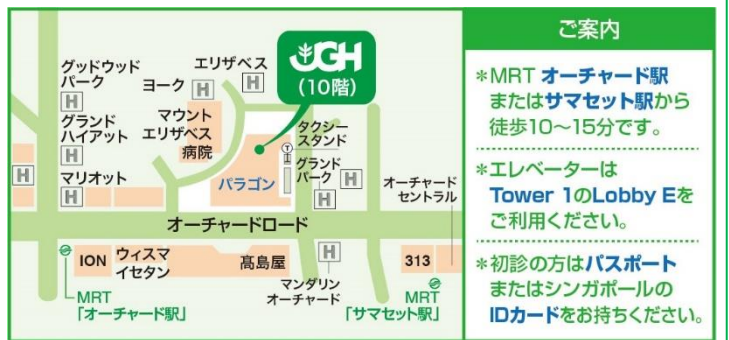 グッドウッド
パーク
H
エリザベス
H
ヨーク H
JGH
(10階)
グランド
ハイアット
H
マウント
エリザベス
病院
タクシー
スタンド
T
マリオット
H
H
パラゴン
グランド
パーク
H
H
オーチャード
セントラル
オーチャードロード
ION
ウィスマ
イセタン
髙島屋
H
マンダリン
オーチャード
313
MRT
「オーチャード駅」
MRT
「サマセット駅」
ご案内
*MRT オーチャード駅
またはサマセット駅から
徒歩10〜15分です。
*エレベーターは
Tower 1のLobby Eを
ご利用ください。
*初診の方はパスポート
またはシンガポールの
IDカードをお持ちください。